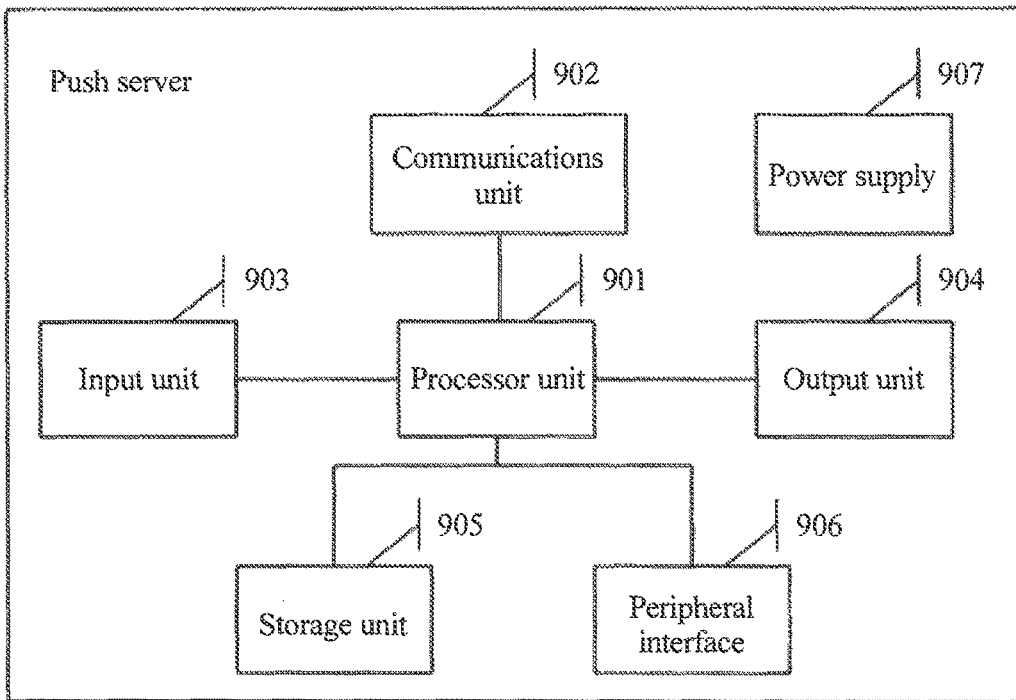 Push server
902
907
Communications
unit
Power supply
903
901
904
Input unit
Processor unit
Output unit
905
906
Storage unit
Peripheral
interface